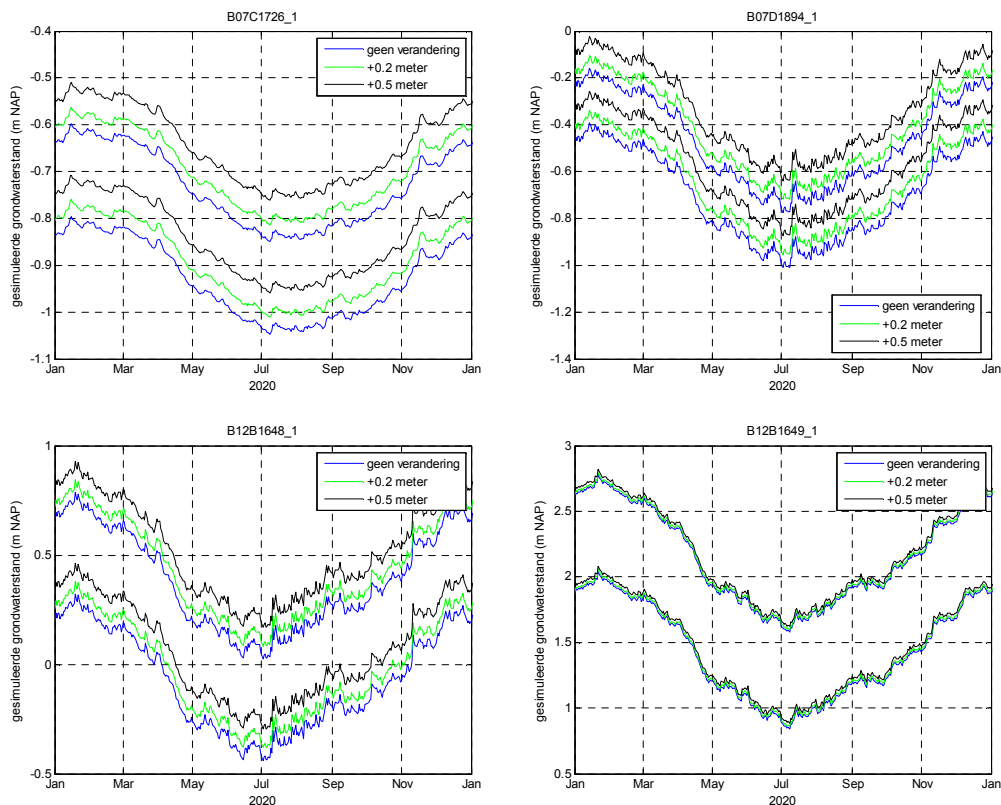 B07C1726_1
gesimuleerde grondwaterstand (m NAP)
-0.4
-0.5
-0.6
-0.7
-0.8
-0.9
-1
-1.1
geen verandering
+0.2 meter
+0.5 meter
Jan Mar May Jul Sep Nov Jan
2020
B07D1894_1
gesimuleerde grondwaterstand (m NAP)
0
-0.2
-0.4
-0.6
-0.8
-1
-1.2
-1.4
geen verandering
+0.2 meter
+0.5 meter
Jan Mar May Jul Sep Nov Jan
2020
B12B1648_1
gesimuleerde grondwaterstand (m NAP)
1
0.5
0
-0.5
geen verandering
+0.2 meter
+0.5 meter
Jan Mar May Jul Sep Nov Jan
2020
B12B1649_1
gesimuleerde grondwaterstand (m NAP)
3
2.5
2
1.5
1
0.5
geen verandering
+0.2 meter
+0.5 meter
Jan Mar May Jul Sep Nov Jan
2020